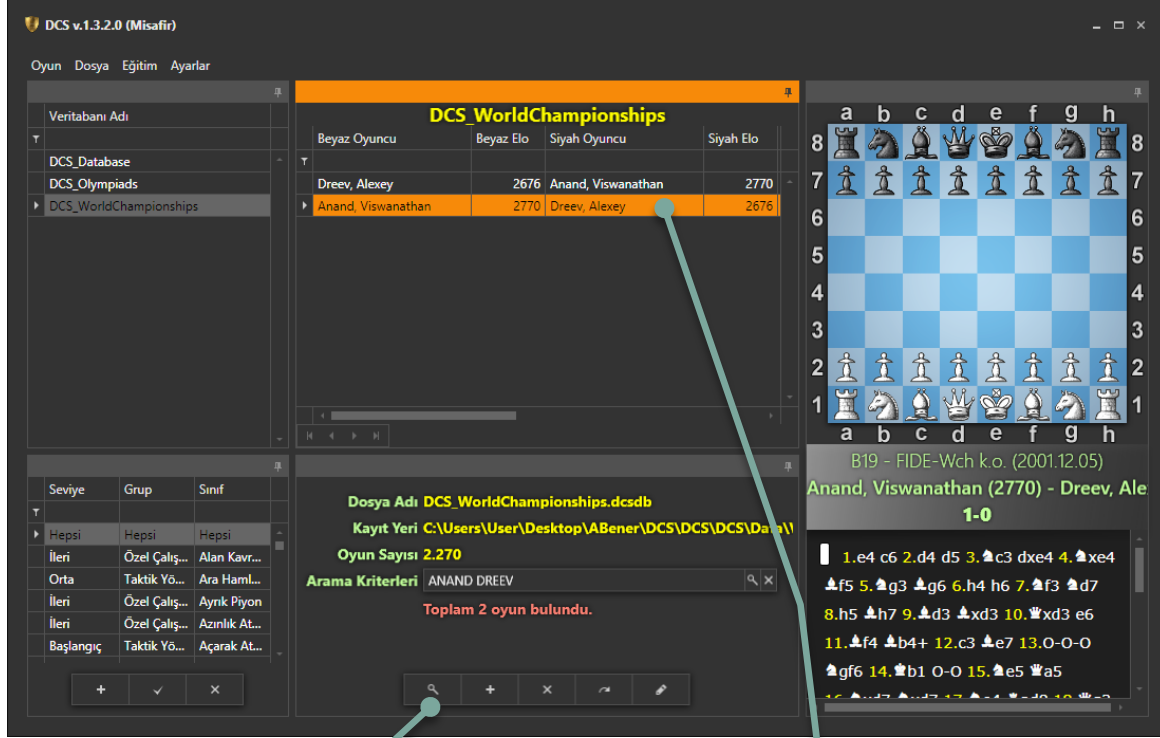 DCS v.1.3.2.0 (Misafir)
Oyun Dosya Eğitim Ayarlar
Veritabanı Adı
DCS_Database
DCS_Olympiads
DCS_WorldChampionships
DCS_WorldChampionships
Beyaz Oyuncu Beyaz Elo Siyah Oyuncu Siyah Elo
Dreev, Alexey 2676 Anand, Viswanathan 2770
Anand, Viswanathan 2770 Dreev, Alexey 2676
a b c d e f g h
8 8
7 7
6 6
5 5
4 4
3 3
2 2
1 1
a b c d e f g h
Seviye Grup Sınıf
Hepsi Hepsi Hepsi
İleri Özel Çalış... Alan Kavr...
Orta Taktik Yö... Ara Haml...
İleri Özel Çalış... Ayrık Piyon
İleri Özel Çalış... Azınlık At...
Başlangıç Taktik Yö... Açarak At...
Dosya Adı DCS_WorldChampionships.dcsdb
Kayıt Yeri C:\Users\User\Desktop\ABener\DCS\DCS\DCS\Data\
Oyun Sayısı 2.270
Arama Kriterleri ANAND DREEV
Toplam 2 oyun bulundu.
B19 - FIDE-Wch k.o. (2001.12.05)
Anand, Viswanathan (2770) - Dreev, Ale
1-0
1.e4 c6 2.d4 d5 3.♞c3 dxe4 4.♞xe4
♝f5 5.♞g3 ♝g6 6.h4 h6 7.♞f3 ♞d7
8.h5 ♝h7 9.♝d3 ♝xd3 10.♛xd3 e6
11.♝f4 ♝b4+ 12.c3 ♝e7 13.O-O-O
♞gf6 14.♚b1 O-O 15.♞e5 ♛a5